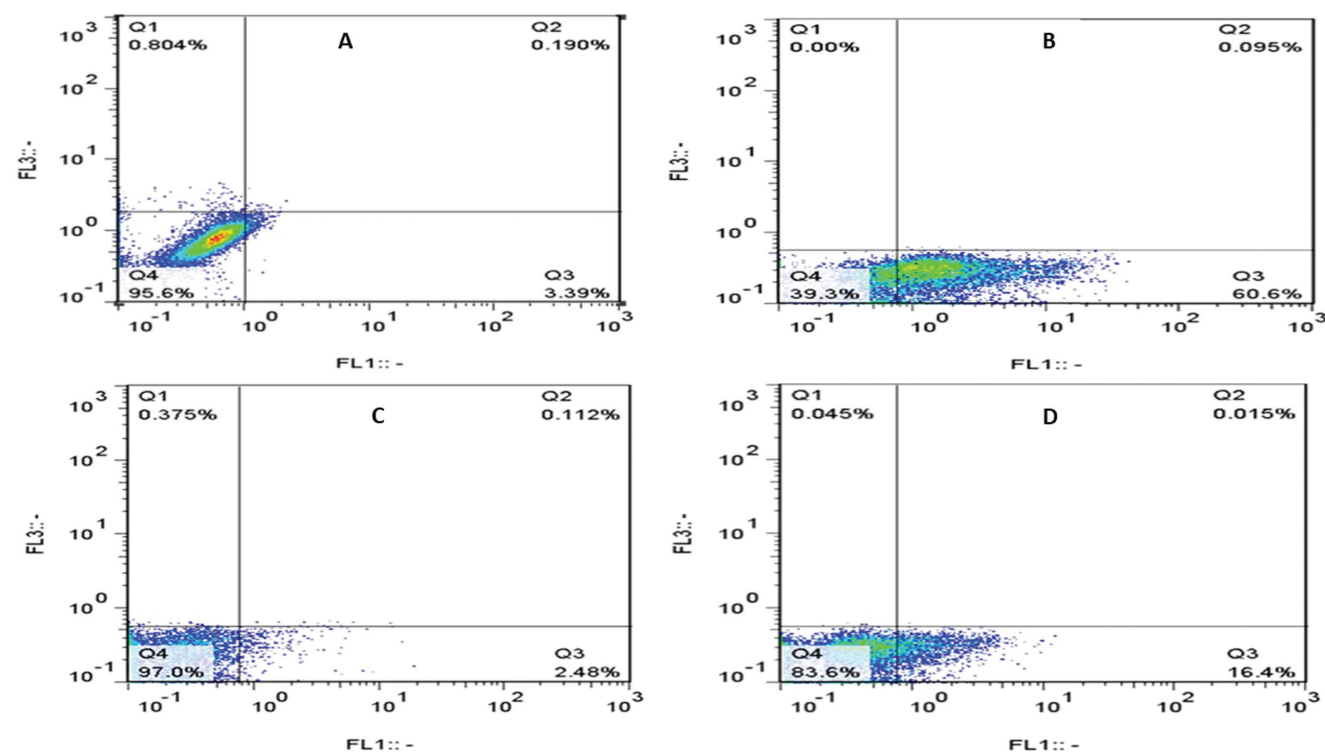 A
Q1
0.804%
Q2
0.190%
Q4
95.6%
Q3
3.39%
10³
10²
10¹
10⁰
10⁻¹
FL3::-
10⁻¹ 10⁰ 10¹ 10² 10³
FL1:: -
B
Q1
0.00%
Q2
0.095%
Q4
39.3%
Q3
60.6%
10³
10²
10¹
10⁰
10⁻¹
FL3::-
10⁻¹ 10⁰ 10¹ 10² 10³
FL1:: -
C
Q1
0.375%
Q2
0.112%
Q4
97.0%
Q3
2.48%
10³
10²
10¹
10⁰
10⁻¹
FL3::-
10⁻¹ 10⁰ 10¹ 10² 10³
FL1:: -
D
Q1
0.045%
Q2
0.015%
Q4
83.6%
Q3
16.4%
10³
10²
10¹
10⁰
10⁻¹
FL3::-
10⁻¹ 10⁰ 10¹ 10² 10³
FL1:: -